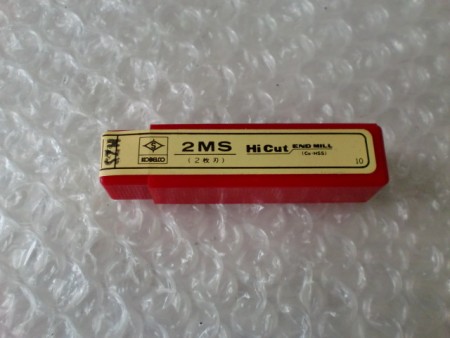 S
KOBELCO
2MS
(2枚刃)
Hi Cut END MILL
(Co-HSS)
10